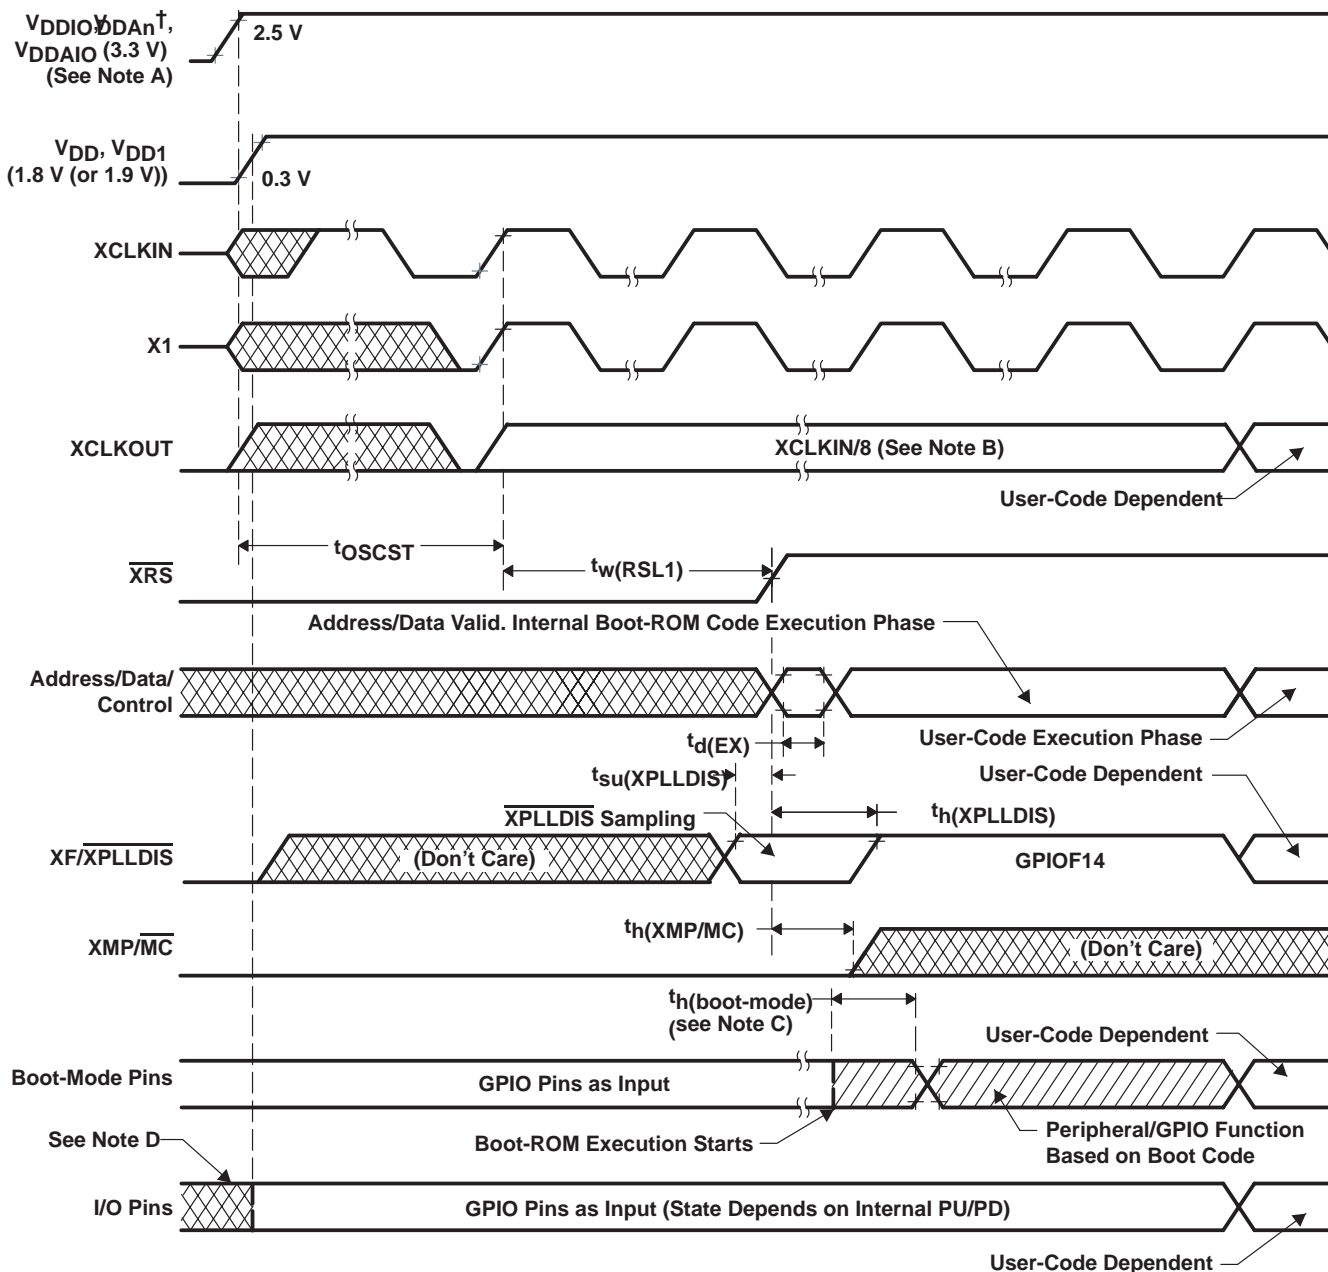 VDDIO, VDDAn†,
VDDAIO (3.3 V)
(See Note A)
2.5 V
VDD, VDD1
(1.8 V (or 1.9 V))
0.3 V
XCLKIN
X1
XCLKOUT
XCLKIN/8 (See Note B)
User-Code Dependent
tOSCST
XRS
tw(RSL1)
Address/Data Valid. Internal Boot-ROM Code Execution Phase
Address/Data/
Control
td(EX)
User-Code Execution Phase
tsu(XPLLDIS)
User-Code Dependent
XPLLDIS Sampling
th(XPLLDIS)
XF/XPLLDIS
(Don't Care)
GPIOF14
th(XMP/MC)
XMP/MC
(Don't Care)
th(boot-mode)
(see Note C)
User-Code Dependent
Boot-Mode Pins
GPIO Pins as Input
See Note D
Boot-ROM Execution Starts
Peripheral/GPIO Function
Based on Boot Code
I/O Pins
GPIO Pins as Input (State Depends on Internal PU/PD)
User-Code Dependent